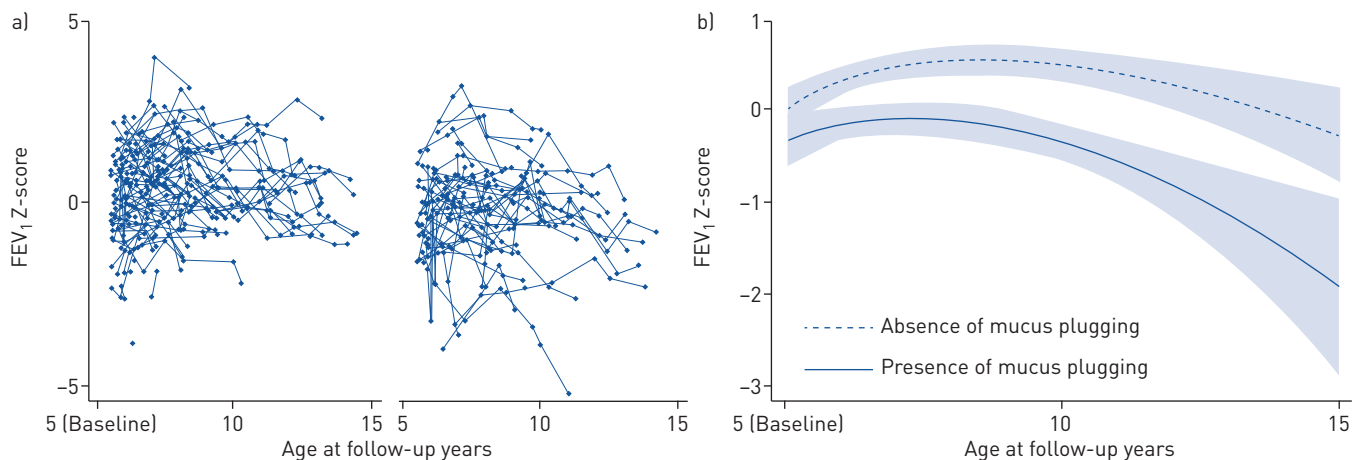 a)
5
0
−5
FEV1 Z-score
5 (Baseline)
10
15
5
10
15
Age at follow-up years
b)
1
0
−1
−2
−3
FEV1 Z-score
Absence of mucus plugging
Presence of mucus plugging
5 (Baseline)
10
15
Age at follow-up years